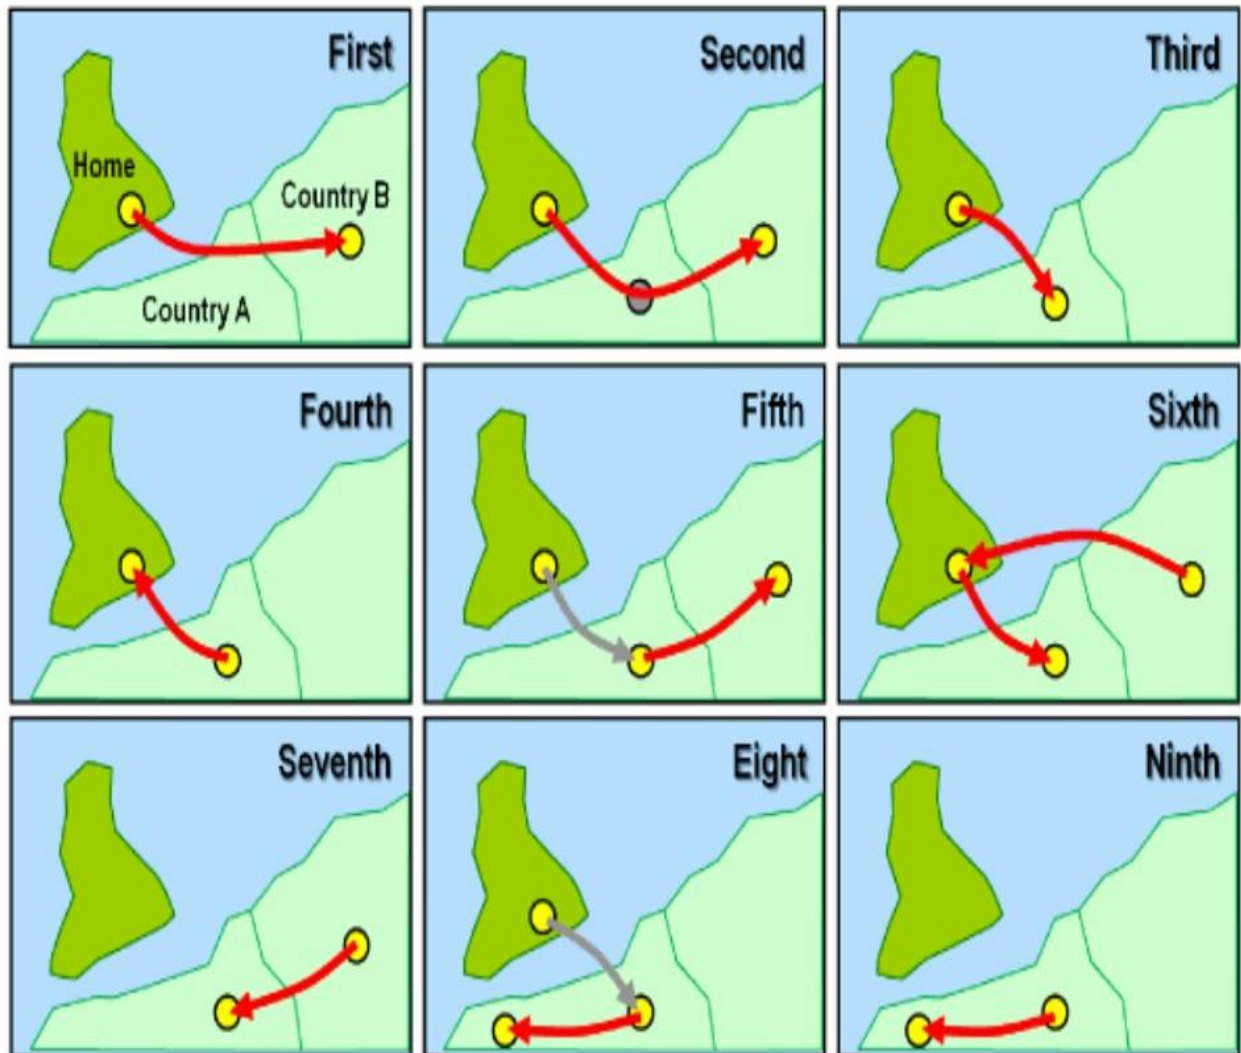 First
Home
Country B
Country A
Second
Third
Fourth
Fifth
Sixth
Seventh
Eight
Ninth